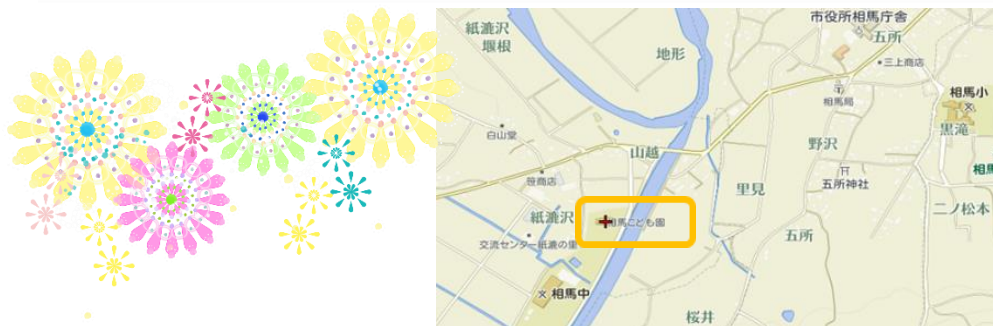 市役所相馬庁舎
紙漉沢
堰根
五所
地形
三上商店
相馬小
相馬局
黒滝
白山堂
山越
野沢
相馬
笹商店
五所神社
里見
二ノ松本
紙漉沢
相馬こども園
五所
交流センター紙漉の里
相馬中
桜井